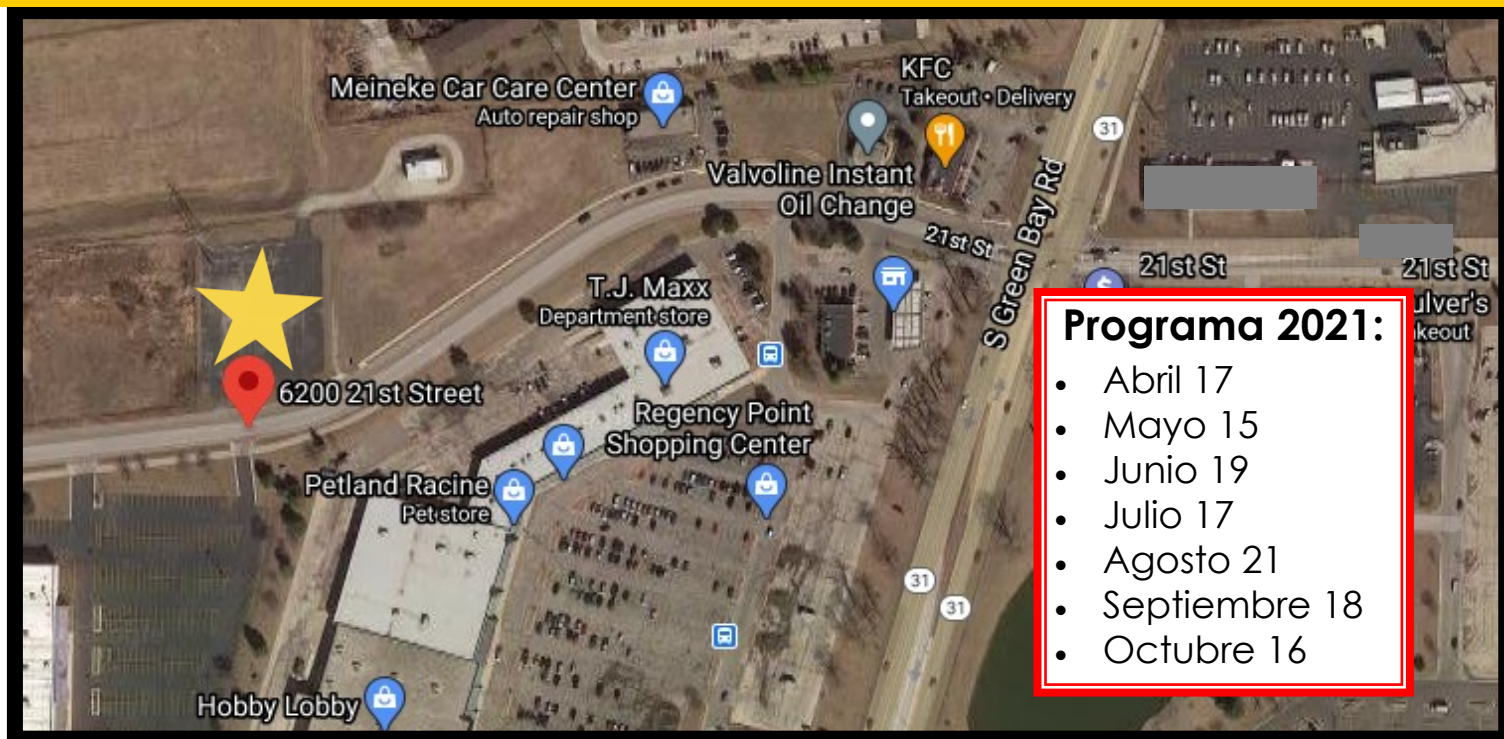 Meineke Car Care Center
Auto repair shop
KFC
Takeout • Delivery
31
Valvoline Instant
Oil Change
21st St
S Green Bay Rd
21st St
21st St
ulver's
keout
T.J. Maxx
Department store
6200 21st Street
Regency Point
Shopping Center
Petland Racine
Pet store
31
31
Hobby Lobby
Programa 2021:
• Abril 17
• Mayo 15
• Junio 19
• Julio 17
• Agosto 21
• Septiembre 18
• Octubre 16